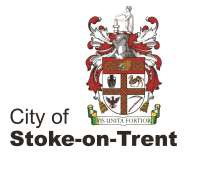 VIS UNITA FORTIOR
City of
Stoke-on-Trent